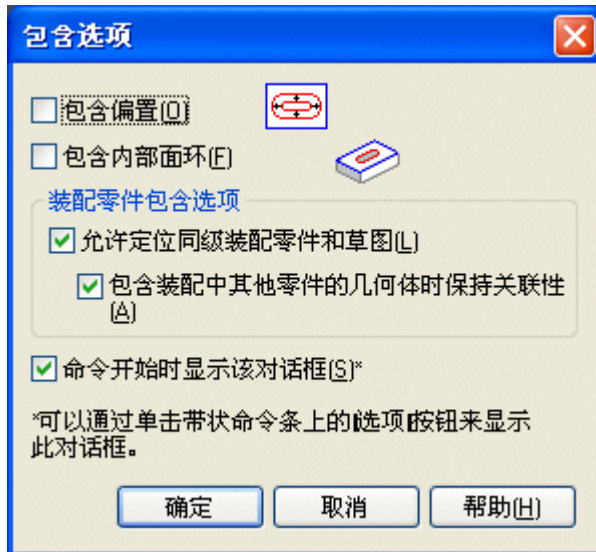 包含选项
包含偏置(O)
包含内部面环(F)
装配零件包含选项
允许定位同级装配零件和草图(L)
包含装配中其他零件的几何体时保持关联性
(A)
命令开始时显示该对话框(S)*
*可以通过单击带状命令条上的“选项”按钮来显示
此对话框。
确定
取消
帮助(H)